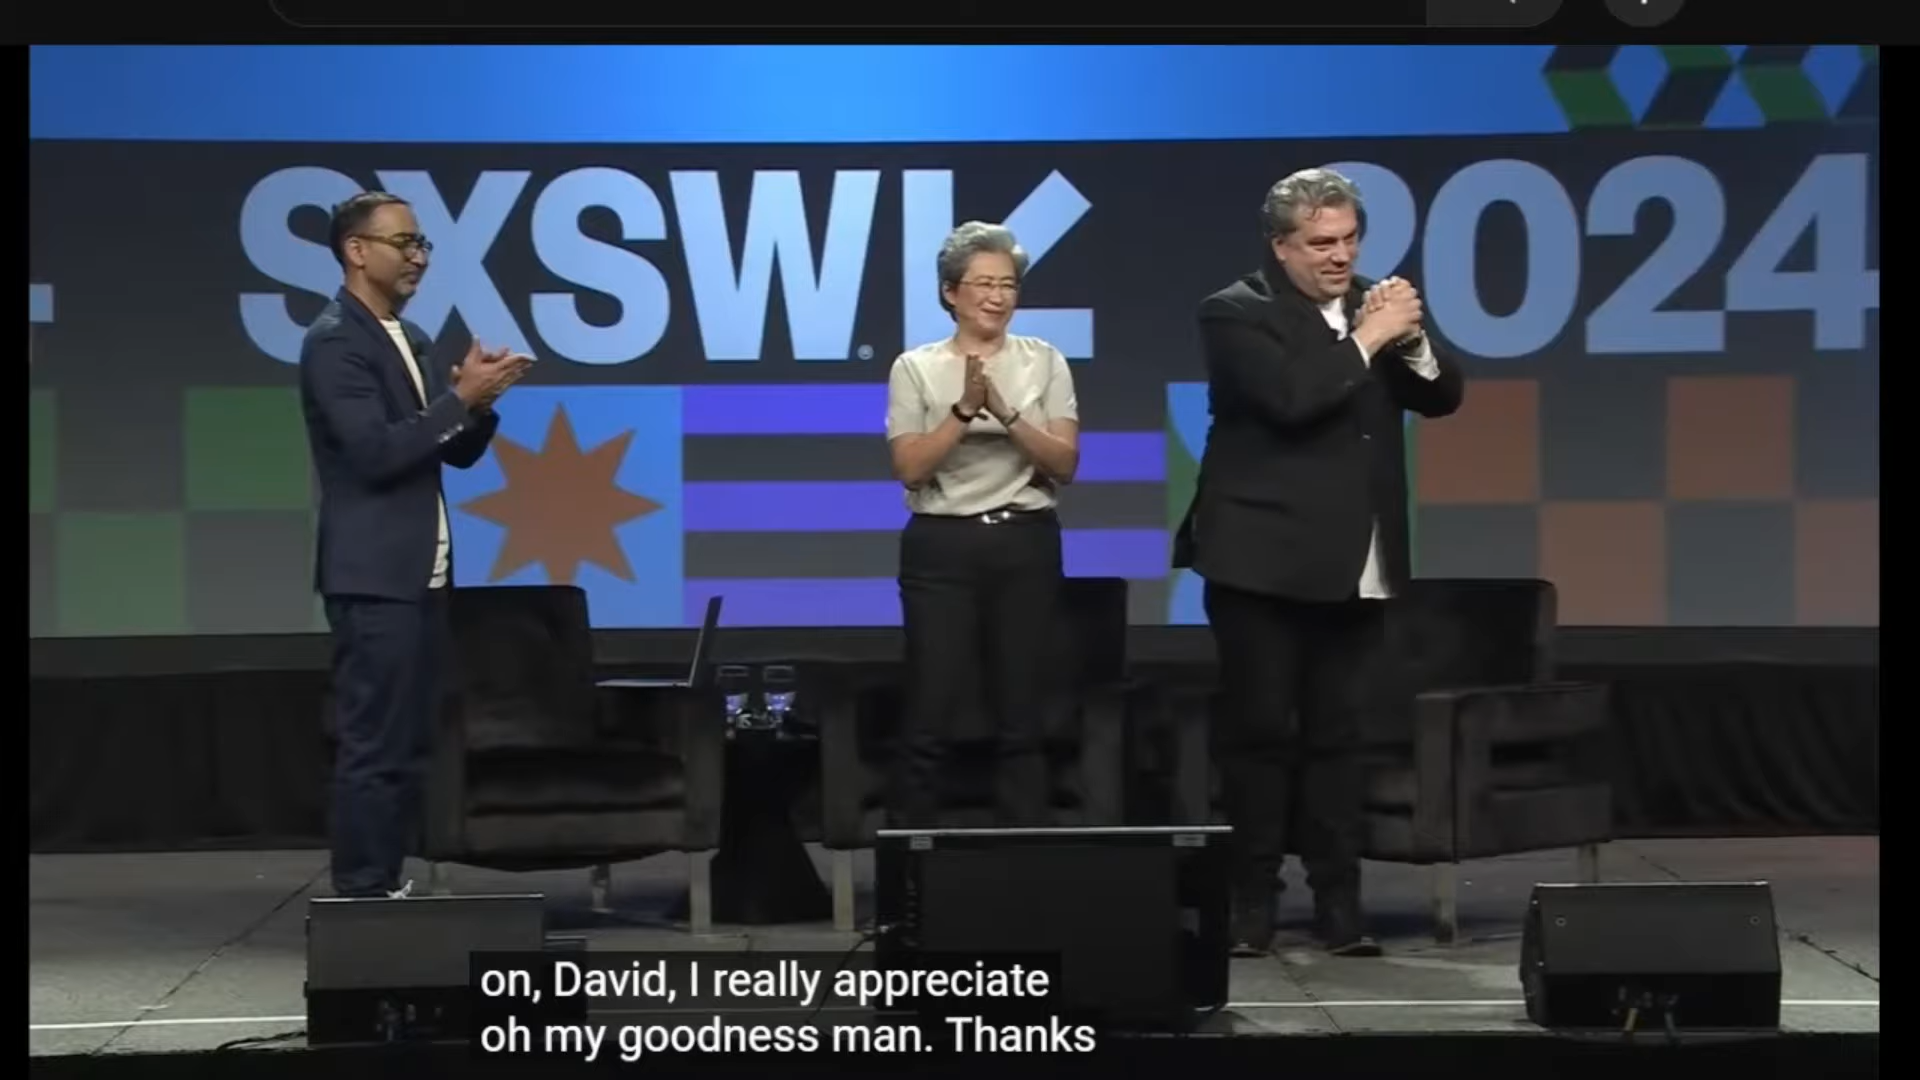 SXSW® 2024
on, David, I really appreciate
oh my goodness man. Thanks